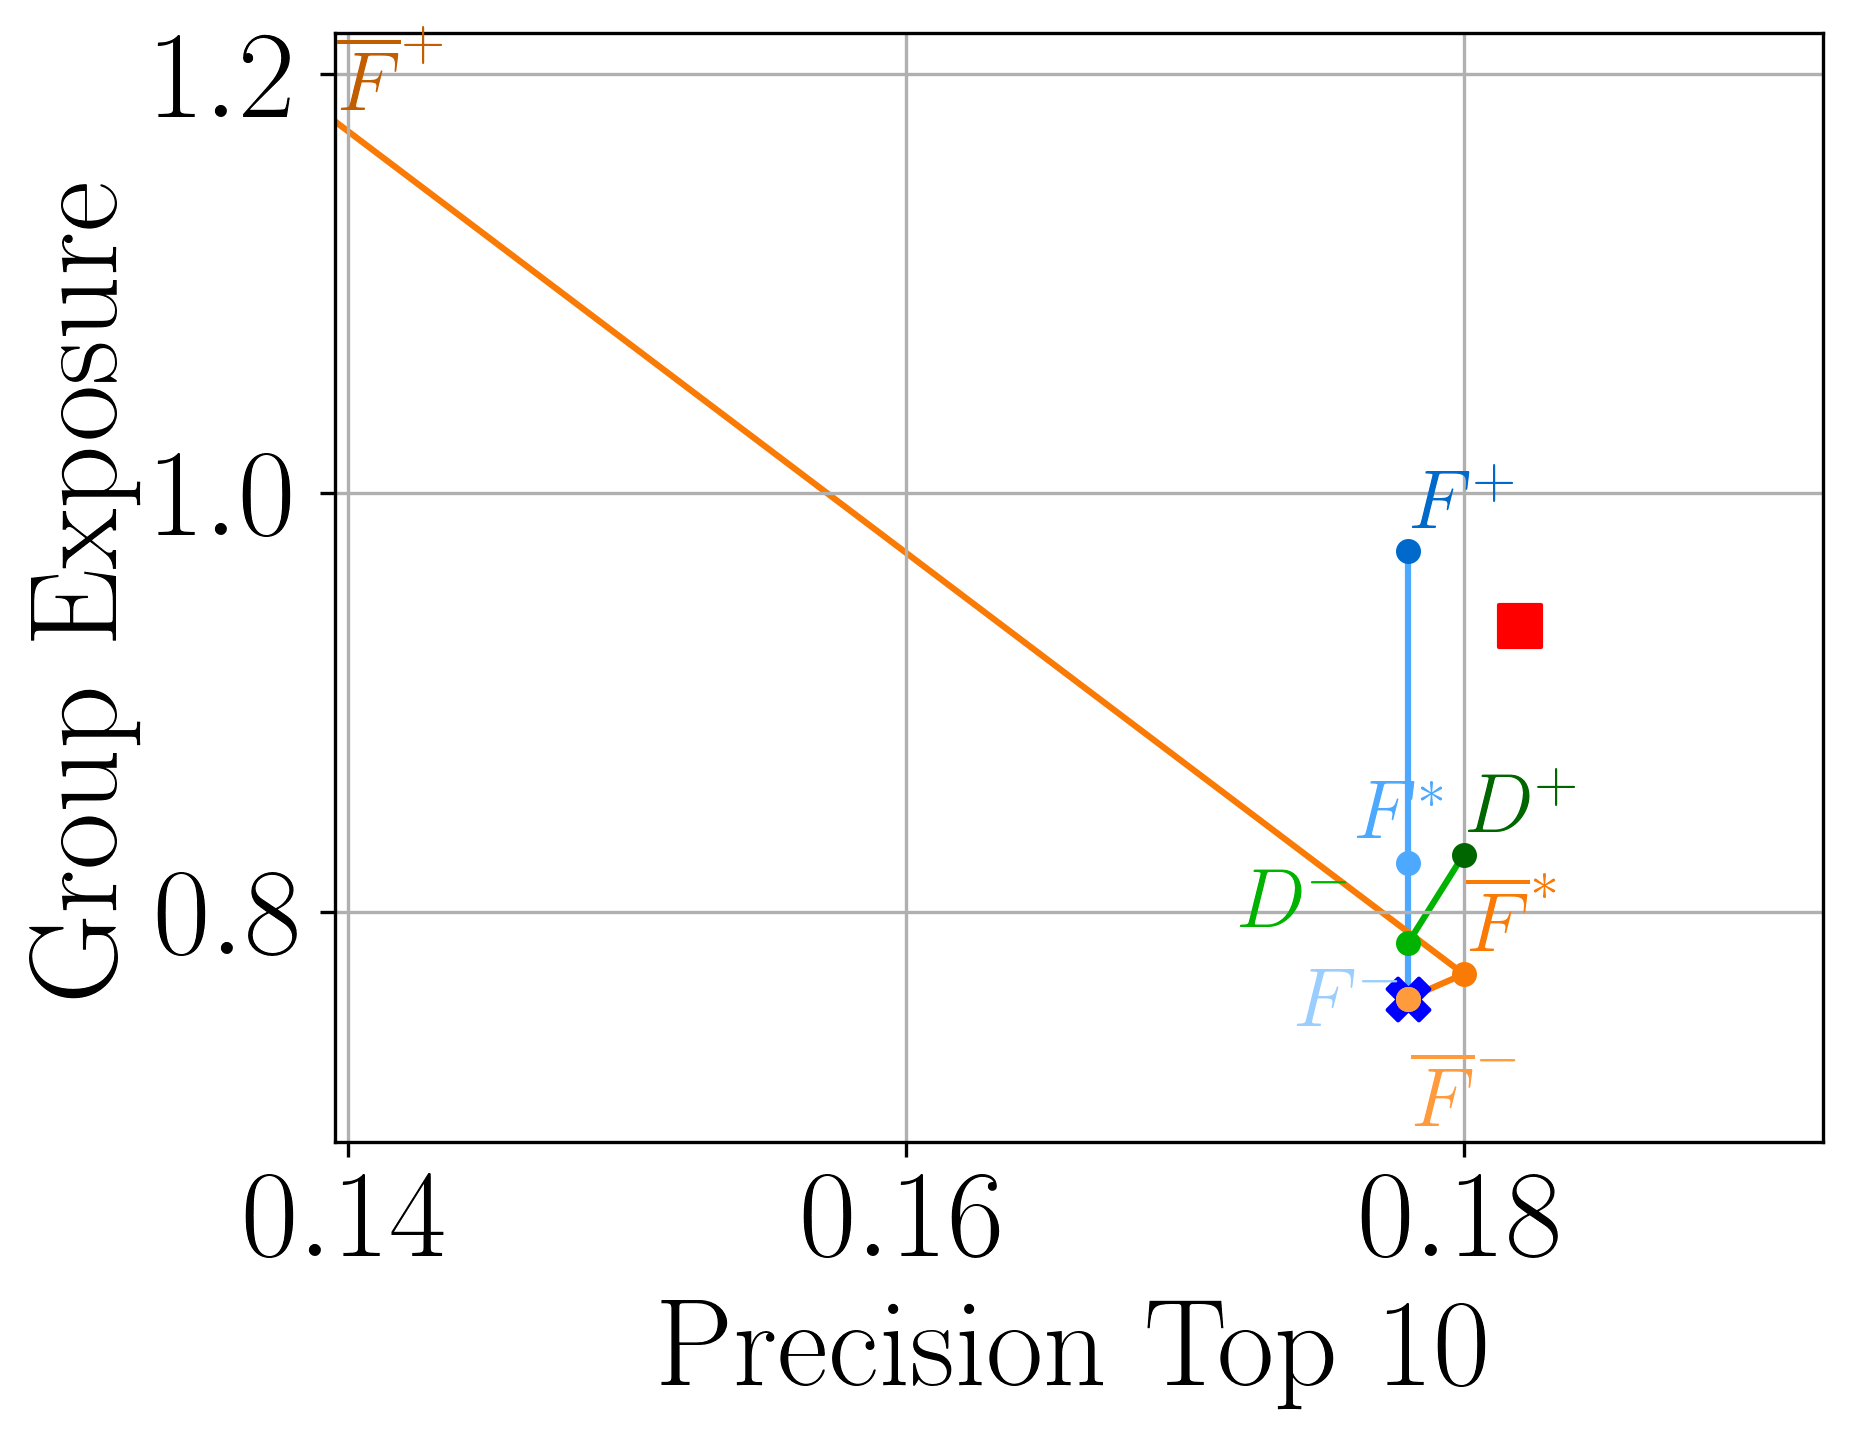 Group Exposure
1.2
1.0
0.8
F̅⁺
F⁺
F*
D⁺
D⁻
F̅*
F⁻
F̅⁻
0.14 0.16 0.18
Precision Top 10